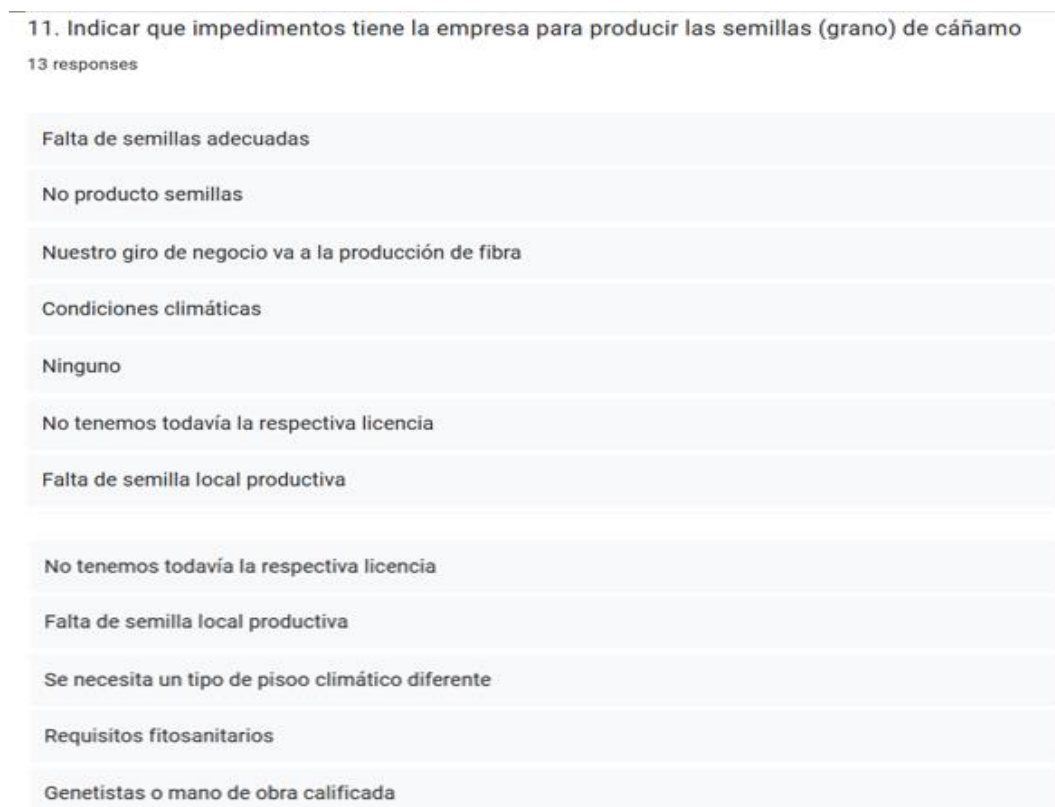 11. Indicar que impedimentos tiene la empresa para producir las semillas (grano) de cáñamo
13 responses
Falta de semillas adecuadas
No producto semillas
Nuestro giro de negocio va a la producción de fibra
Condiciones climáticas
Ninguno
No tenemos todavía la respectiva licencia
Falta de semilla local productiva
No tenemos todavía la respectiva licencia
Falta de semilla local productiva
Se necesita un tipo de pisoo climático diferente
Requisitos fitosanitarios
Genetistas o mano de obra calificada